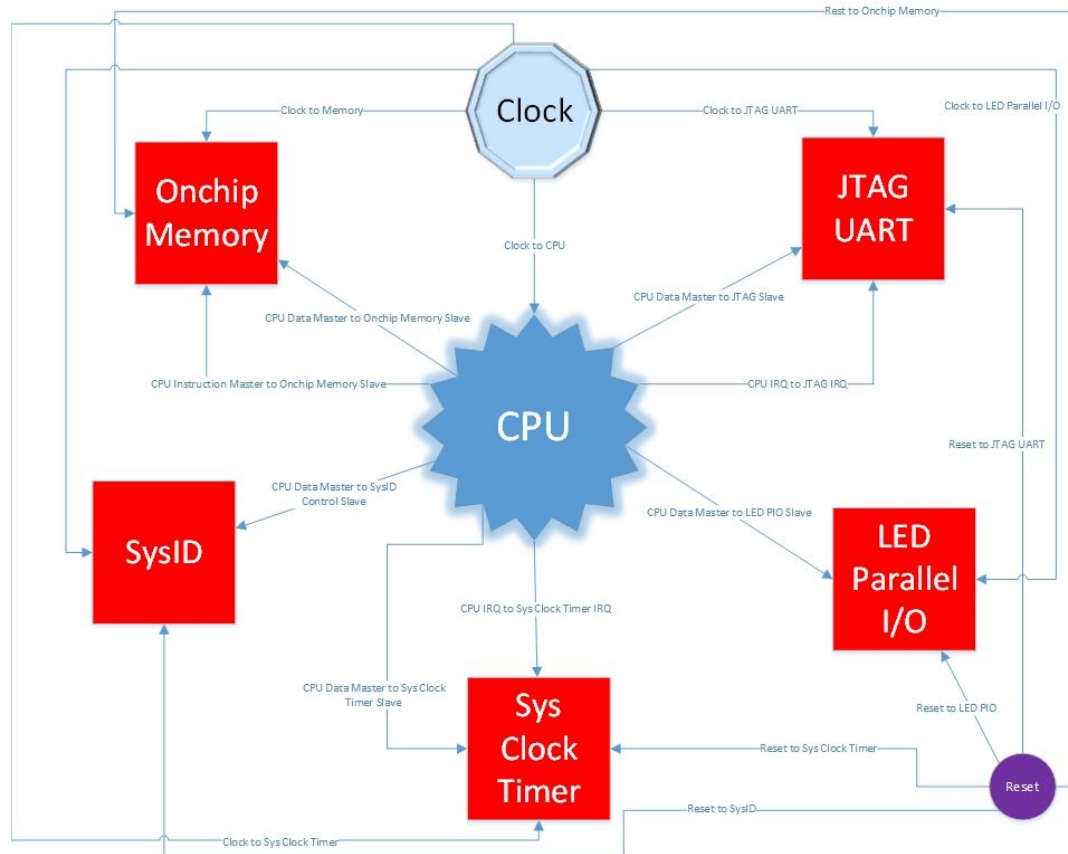 Rest to Onchip Memory
Clock
Clock to Memory
Clock to JTAG UART
Clock to LED Parallel I/O
Onchip
Memory
JTAG
UART
Clock to CPU
CPU Data Master to JTAG Slave
CPU Data Master to Onchip Memory Slave
CPU Instruction Master to Onchip Memory Slave
CPU IRQ to JTAG IRQ
CPU
Reset to JTAG UART
CPU Data Master to SysID
Control Slave
CPU Data Master to LED PIO Slave
SysID
LED
Parallel
I/O
CPU IRQ to Sys Clock Timer IRQ
CPU Data Master to Sys Clock
Timer Slave
Sys
Clock
Timer
Reset to LED PIO
Reset to Sys Clock Timer
Reset
Reset to SysID
Clock to Sys Clock Timer